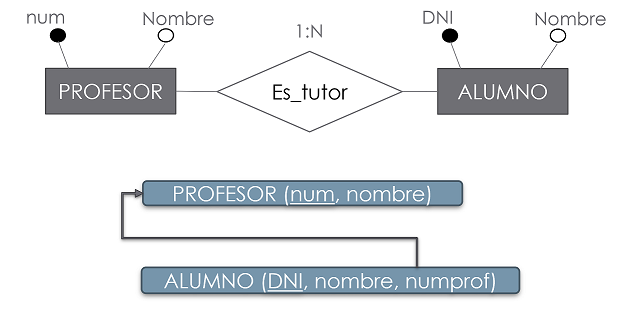 num
Nombre
1:N
DNI
Nombre
PROFESOR
Es_tutor
ALUMNO
PROFESOR (num, nombre)
ALUMNO (DNI, nombre, numprof)